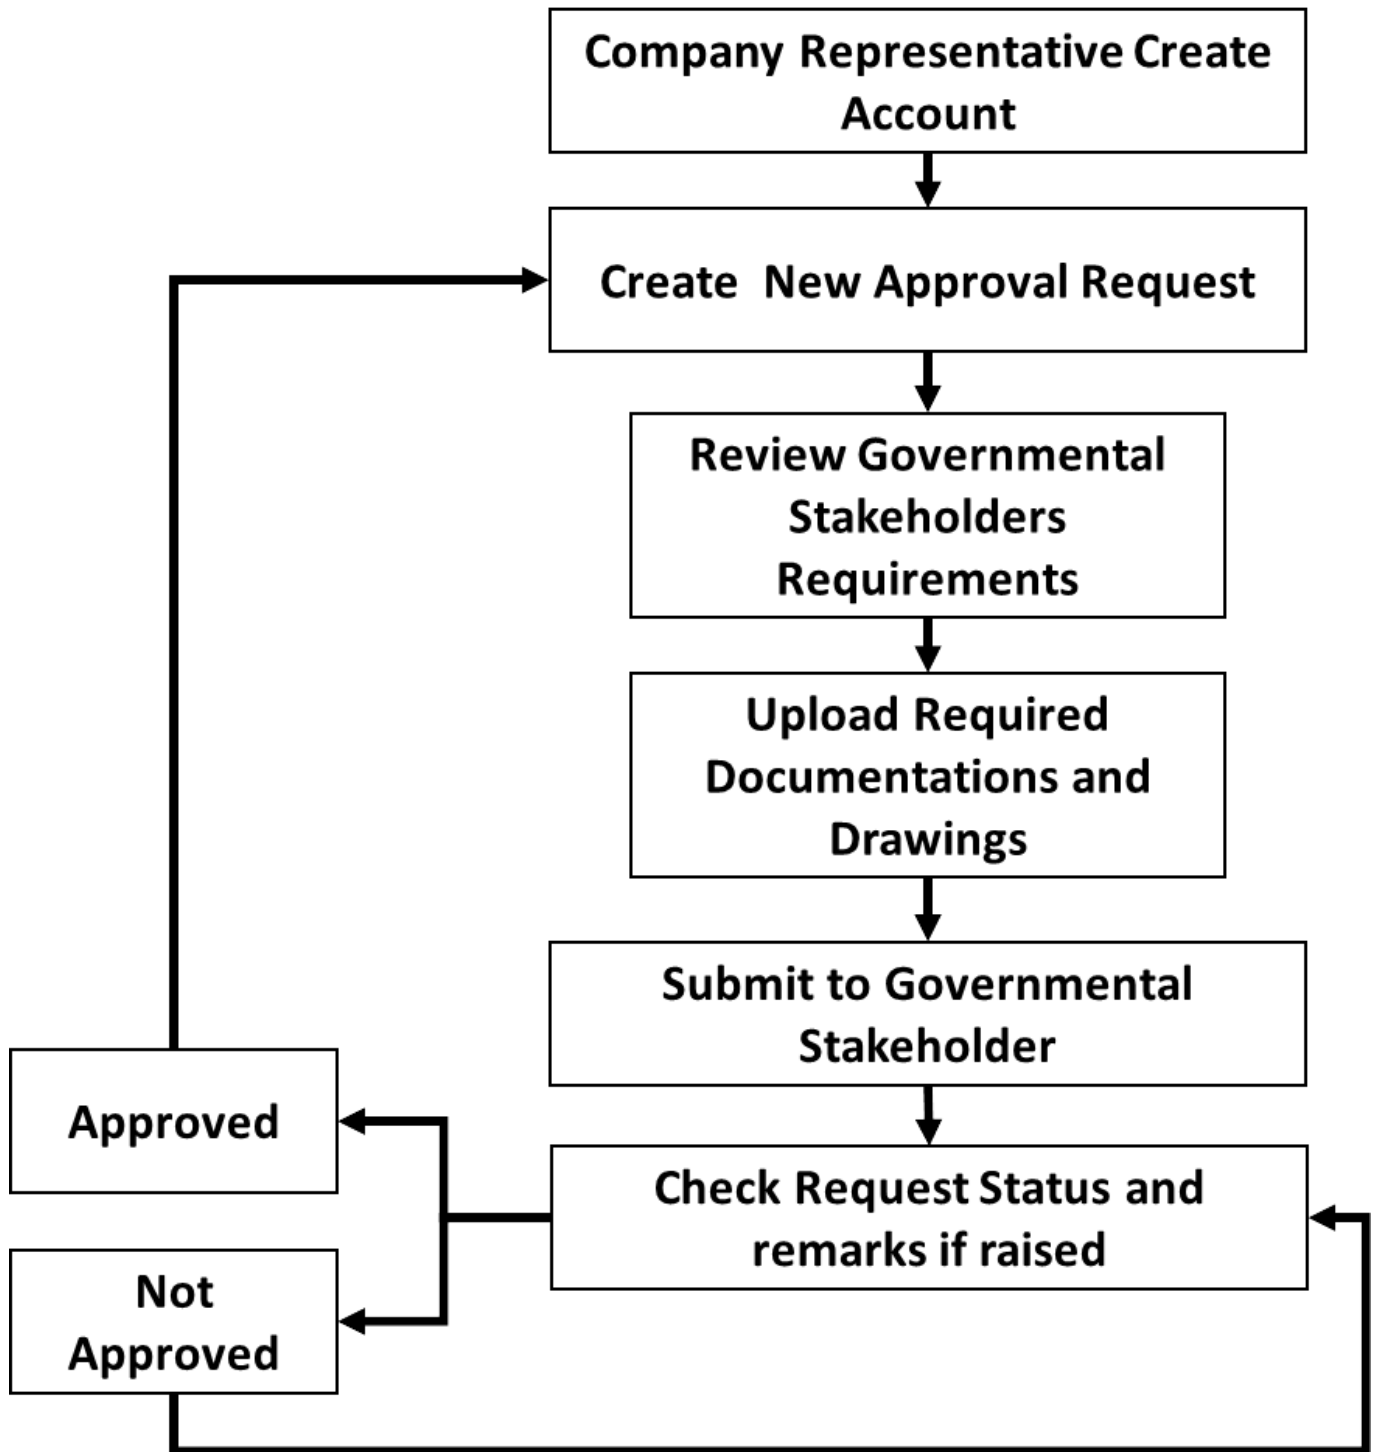 Company Representative Create
Account
Create New Approval Request
Review Governmental
Stakeholders
Requirements
Upload Required
Documentations and
Drawings
Submit to Governmental
Stakeholder
Approved
Check Request Status and
remarks if raised
Not
Approved